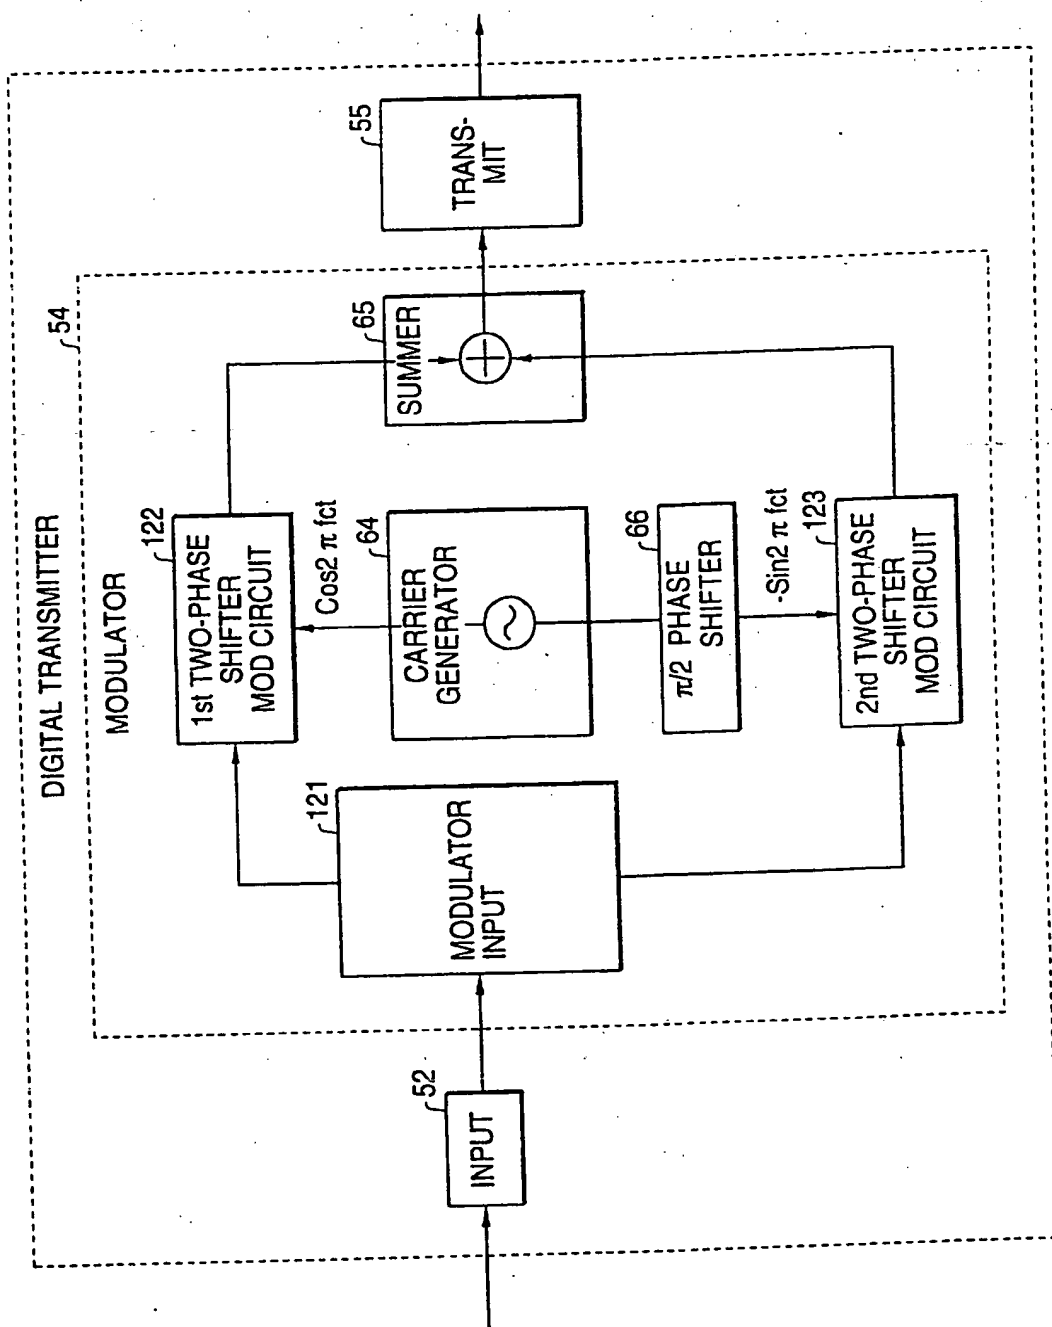 DIGITAL TRANSMITTER
54
MODULATOR
52
INPUT
121
MODULATOR
INPUT
122
1st TWO-PHASE
SHIFTER
MOD CIRCUIT
Cos2 π fct
64
CARRIER
GENERATOR
66
π/2 PHASE
SHIFTER
-Sin2 π fct
123
2nd TWO-PHASE
SHIFTER
MOD CIRCUIT
65
SUMMER
55
TRANS-
MIT